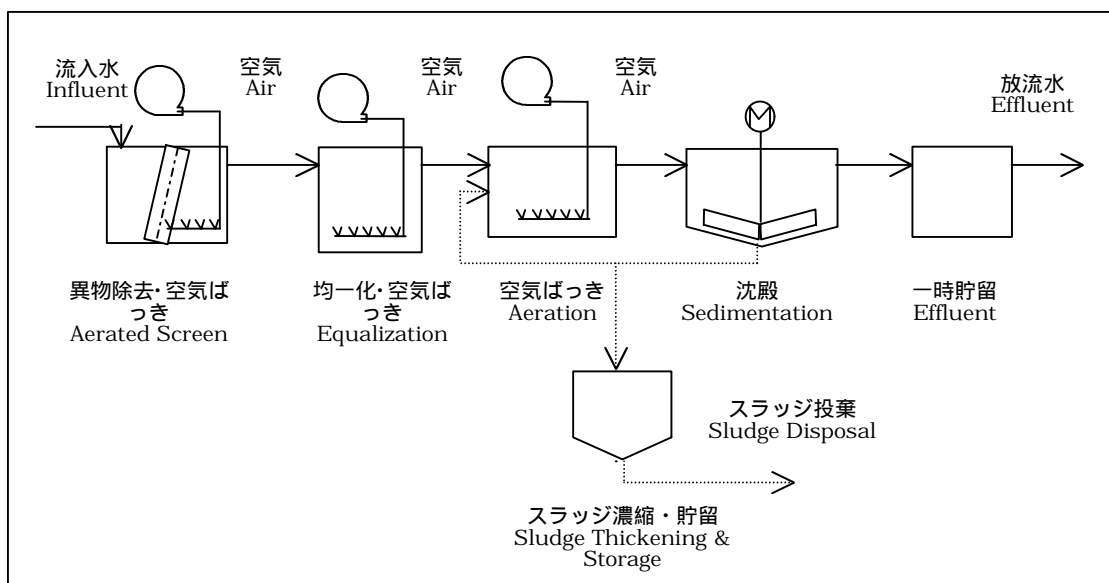 流入水
Influent
空気
Air
空気
Air
空気
Air
放流水
Effluent
M
異物除去・空気ば
っき
Aerated Screen
均一化・空気ば
っき
Equalization
空気ばっき
Aeration
沈殿
Sedimentation
一時貯留
Effluent
スラッジ投棄
Sludge Disposal
スラッジ濃縮・貯留
Sludge Thickening &
Storage